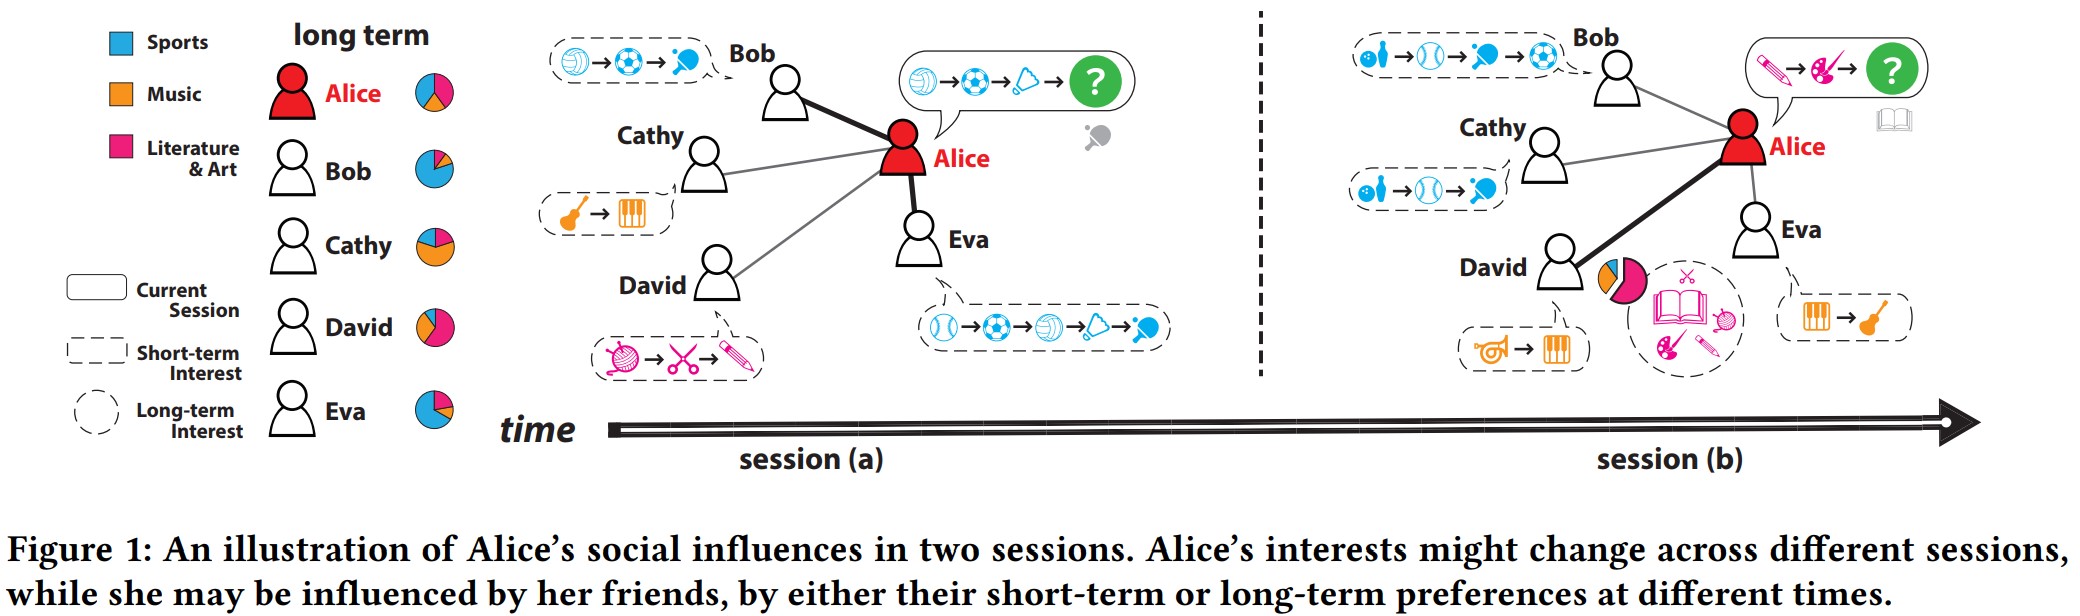 Sports
Music
Literature
& Art
Current
Session
Short-term
Interest
Long-term
Interest
long term
Alice
Bob
Cathy
David
Eva
Bob
Cathy
David
Eva
Alice
?
Bob
Cathy
David
Eva
Alice
?
time
session (a)
session (b)
Figure 1: An illustration of Alice's social influences in two sessions. Alice's interests might change across different sessions,
while she may be influenced by her friends, by either their short-term or long-term preferences at different times.